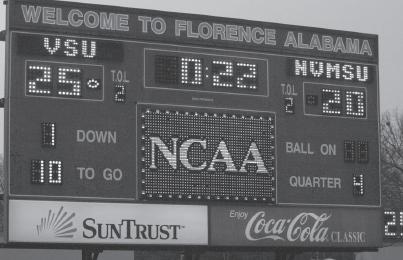 WELCOME TO FLORENCE ALABAMA
VSU
NWMSU
25
T.O.L
2
0:22
T.O.L
2
20
1 DOWN
NCAA
BALL ON
10 TO GO
QUARTER 4
SUNTRUST
Enjoy
Coca-Cola CLASSIC